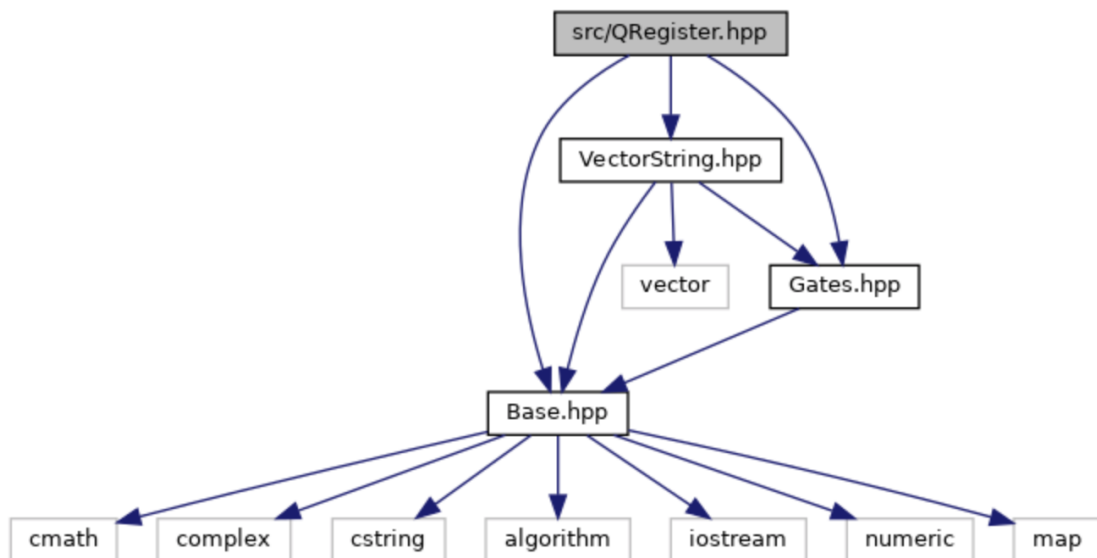 src/QRegister.hpp
VectorString.hpp
vector
Gates.hpp
Base.hpp
cmath
complex
cstring
algorithm
iostream
numeric
map